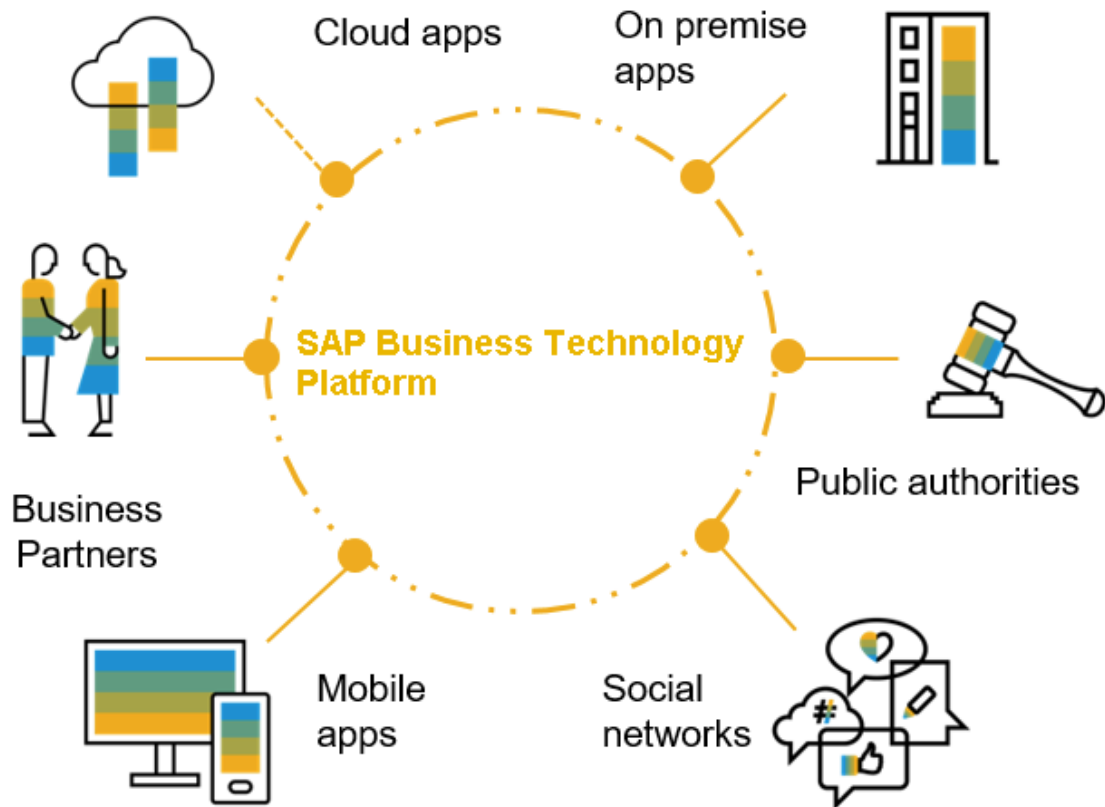 Cloud apps
On premise
apps
SAP Business Technology
Platform
Business
Partners
Public authorities
Mobile
apps
Social
networks
#